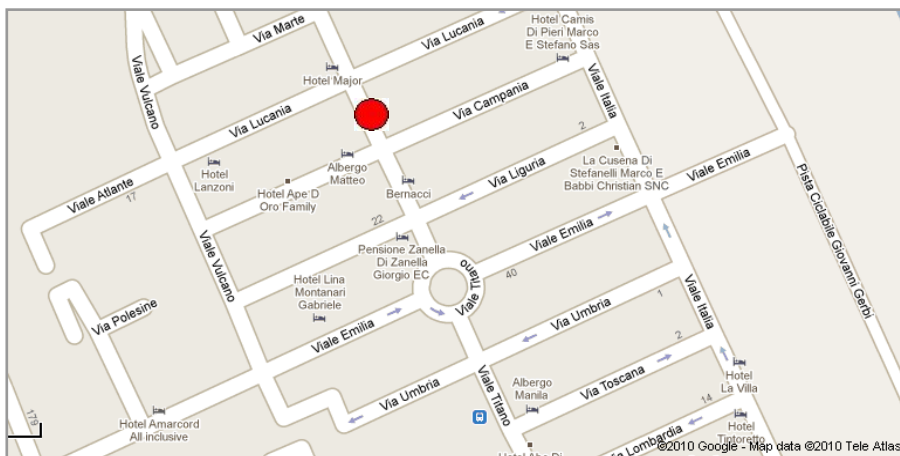 Via Marte
Via Lucania
Hotel Camis
Di Pieri Marco
E Stefano Sas
Viale Vulcano
Hotel Major
Viale Italia
Via Campania
Via Lucania
2
Hotel
Lanzoni
Albergo
Matteo
La Cusena Di
Stefanelli Marco E
Babbi Christian SNC
Viale Emilia
Via Liguria
Viale Atlante
17
Hotel Ape D
Oro Family
Bernacci
22
Pista Ciclabile Giovanni Gerbi
Viale Vulcano
Pensione Zanella
Di Zanella
Giorgio EC
Viale Emilia
Viale Titano
40
Hotel Lina
Montanari
Gabriele
Viale Italia
1
Via Polesine
Viale Emilia
Via Umbria
2
Via Umbria
Viale Titano
Albergo
Manila
Via Toscana
Hotel
La Villa
14
179
Hotel Amarcord
All inclusive
Hotel
Tintoretto
Via Lombardia
©2010 Google - Map data ©2010 Tele Atlas